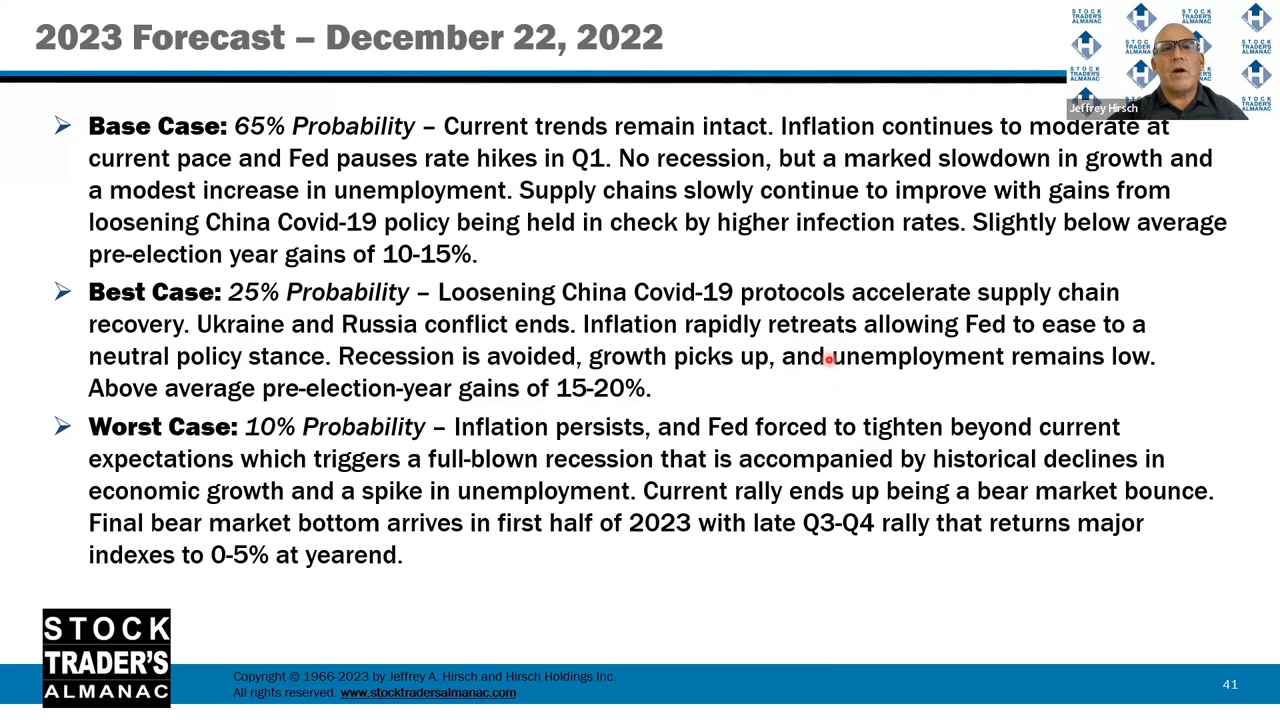 2023 Forecast – December 22, 2022
STOCK
TRADER'S
ALMANAC
Jeffrey Hirsch
Base Case: 65% Probability – Current trends remain intact. Inflation continues to moderate at
current pace and Fed pauses rate hikes in Q1. No recession, but a marked slowdown in growth and
a modest increase in unemployment. Supply chains slowly continue to improve with gains from
loosening China Covid-19 policy being held in check by higher infection rates. Slightly below average
pre-election year gains of 10-15%.
Best Case: 25% Probability – Loosening China Covid-19 protocols accelerate supply chain
recovery. Ukraine and Russia conflict ends. Inflation rapidly retreats allowing Fed to ease to a
neutral policy stance. Recession is avoided, growth picks up, and unemployment remains low.
Above average pre-election-year gains of 15-20%.
Worst Case: 10% Probability – Inflation persists, and Fed forced to tighten beyond current
expectations which triggers a full-blown recession that is accompanied by historical declines in
economic growth and a spike in unemployment. Current rally ends up being a bear market bounce.
Final bear market bottom arrives in first half of 2023 with late Q3-Q4 rally that returns major
indexes to 0-5% at yearend.
STOCK
TRADER'S
ALMANAC
Copyright © 1966-2023 by Jeffrey A. Hirsch and Hirsch Holdings Inc.
All rights reserved. www.stocktradersalmanac.com
41